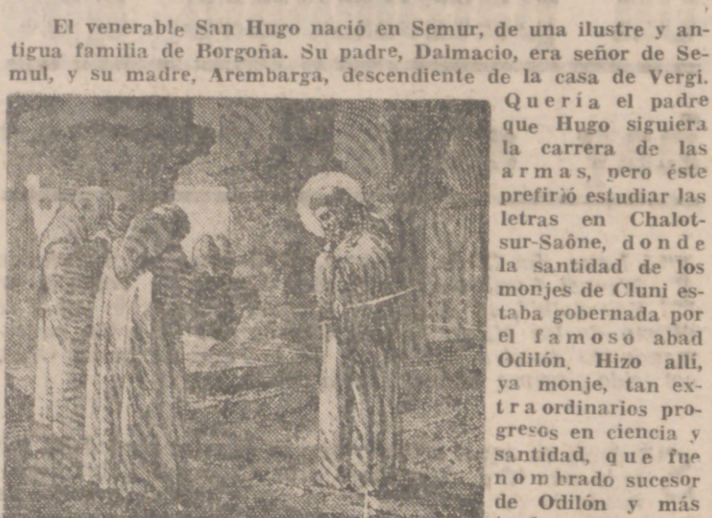 El venerable San Hugo nació en Semur, de una ilustre y an-
tigua familia de Borgoña. Su padre, Dalmacio, era señor de Se-
mul, y su madre, Arembarga, descendiente de la casa de Vergi.
Quería el padre
que Hugo siguiera
la carrera de las
armas, pero éste
prefirió estudiar las
letras en Chalot-
sur-Saône, donde
la santidad de los
monjes de Cluni es-
taba gobernada por
el famoso abad
Odilón. Hizo allí,
ya monje, tan ex-
traordinarios pro-
gresos en ciencia y
santidad, que fue
nombrado sucesor
de Odilón y más